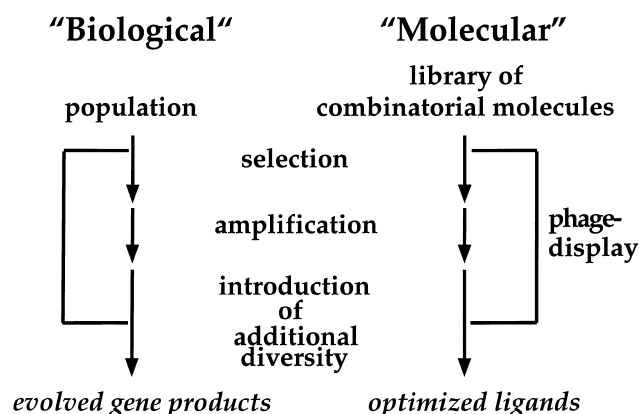 “Biological“
“Molecular”
population
library of
combinatorial molecules
selection
amplification
introduction
of
additional
diversity
phage-
display
evolved gene products
optimized ligands